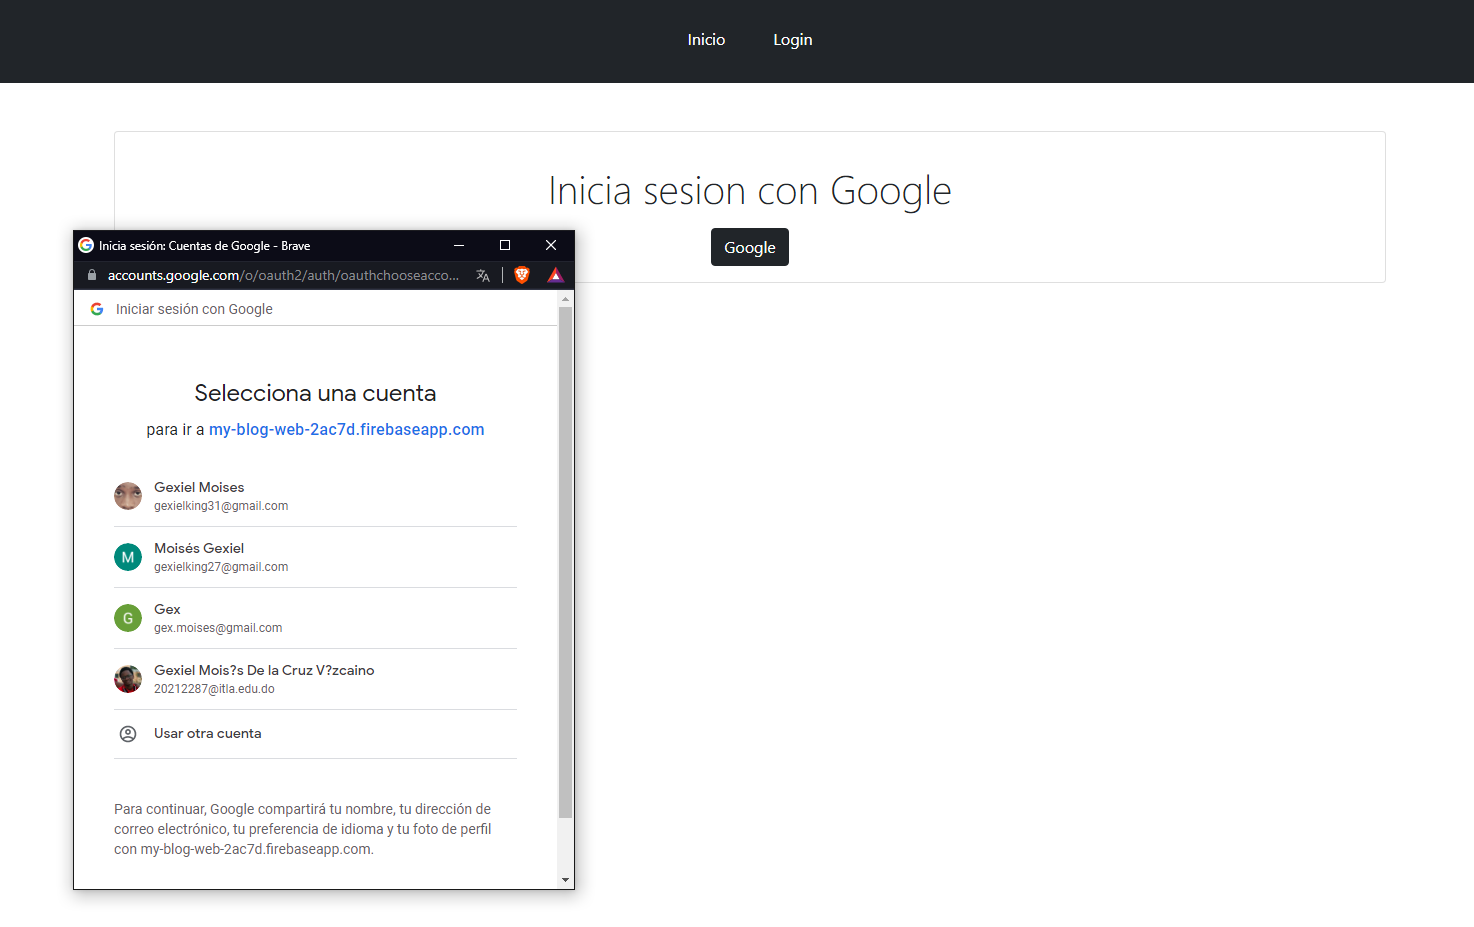 Inicio Login
Inicia sesion con Google
Google
Inicia sesión: Cuentas de Google - Brave
accounts.google.com/o/oauth2/auth/oauthchooseacco...
Iniciar sesión con Google
Selecciona una cuenta
para ir a my-blog-web-2ac7d.firebaseapp.com
Gexiel Moises
gexielking31@gmail.com
M
Moisés Gexiel
gexielking27@gmail.com
G
Gex
gex.moises@gmail.com
Gexiel Mois?s De la Cruz V?zcaino
20212287@itla.edu.do
Usar otra cuenta
Para continuar, Google compartirá tu nombre, tu dirección de
correo electrónico, tu preferencia de idioma y tu foto de perfil
con my-blog-web-2ac7d.firebaseapp.com.